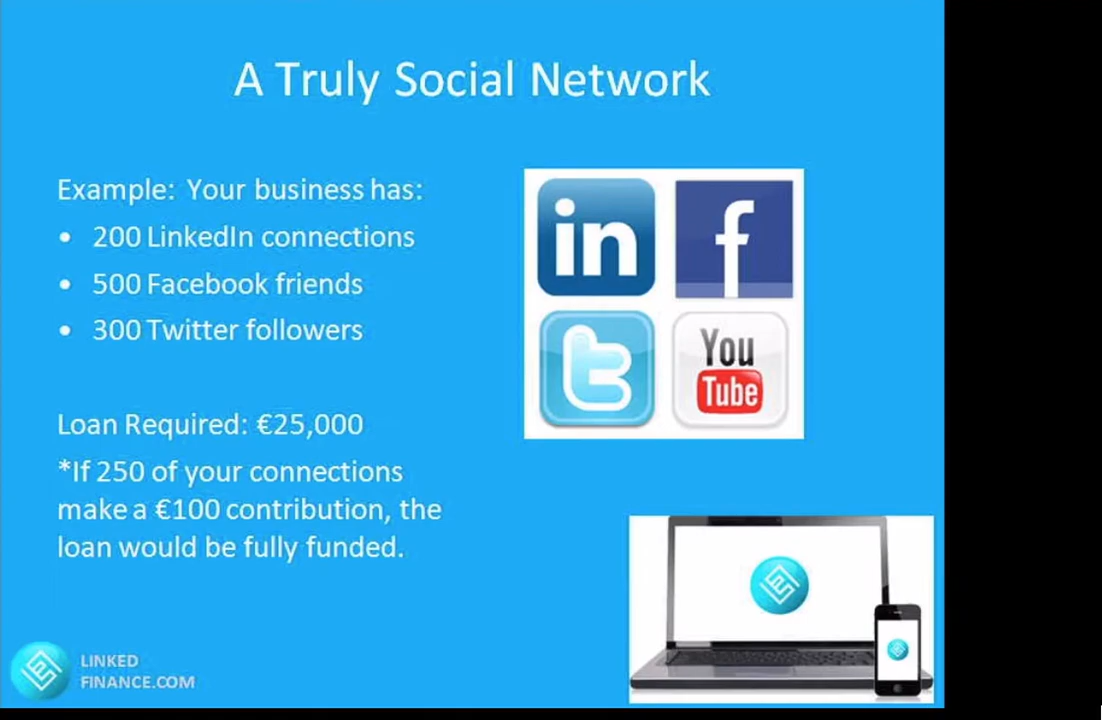 A Truly Social Network
Example: Your business has:
• 200 LinkedIn connections
• 500 Facebook friends
• 300 Twitter followers
in
f
t
You
Tube
Loan Required: €25,000
*If 250 of your connections
make a €100 contribution, the
loan would be fully funded.
LINKED
FINANCE.COM